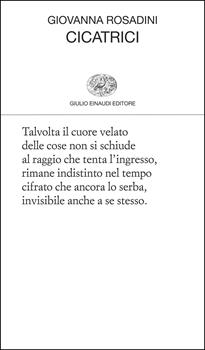 GIOVANNA ROSADINI
CICATRICI
GIULIO EINAUDI EDITORE
Talvolta il cuore velato
delle cose non si schiude
al raggio che tenta l'ingresso,
rimane indistinto nel tempo
cifrato che ancora lo serba,
invisibile anche a se stesso.